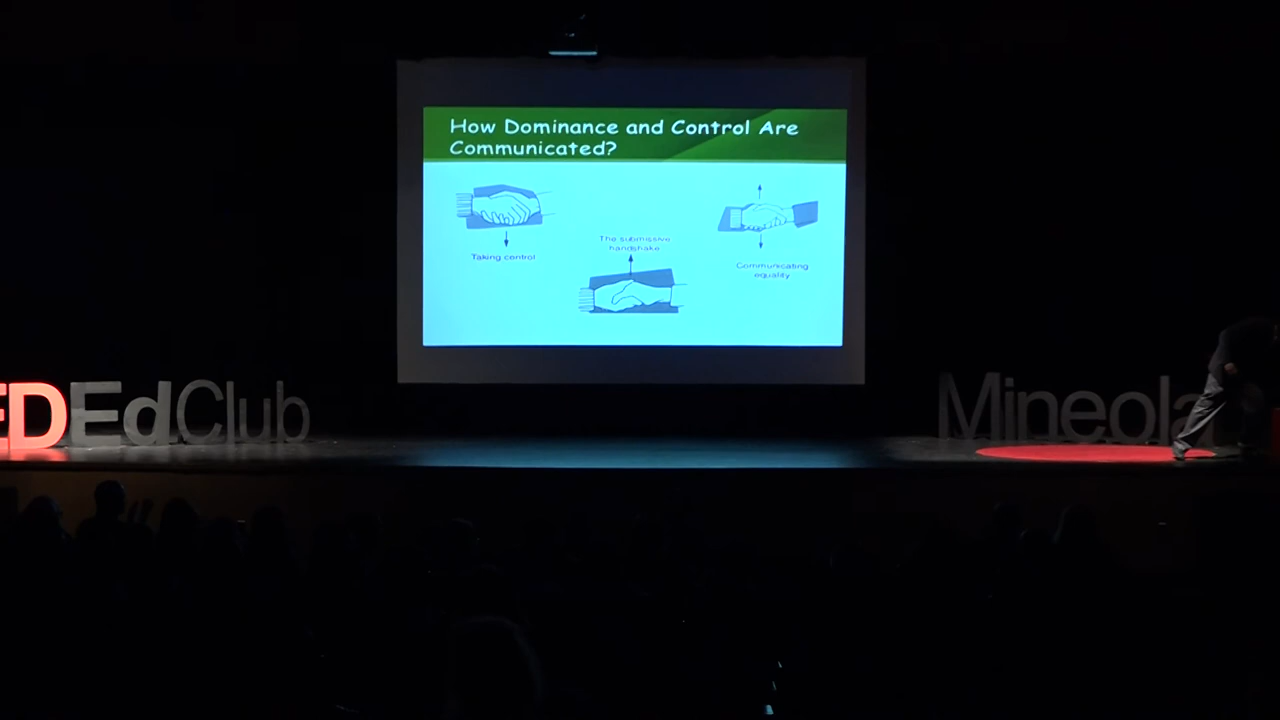 How Dominance and Control Are
Communicated?
Taking control
The submissive
handshake
Communicating
equality
EDEdClub
Mineola